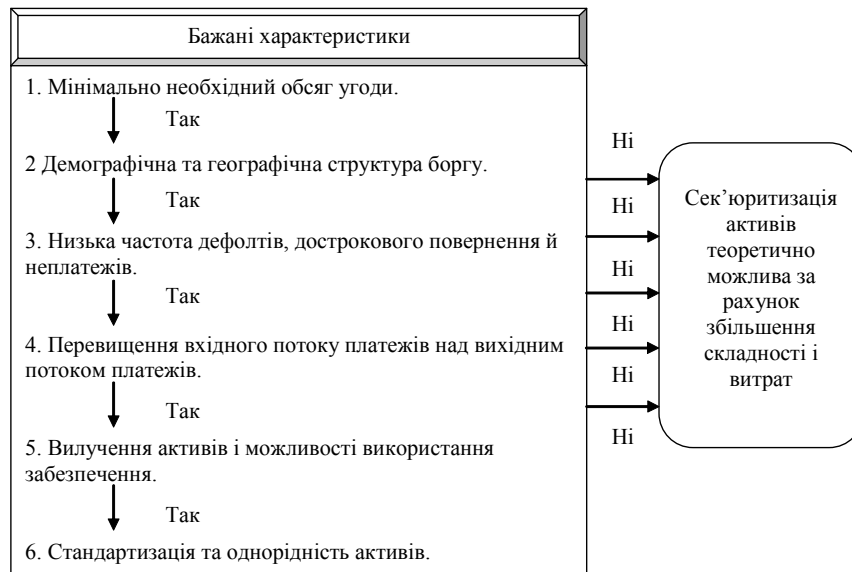 Бажані характеристики
1. Мінімально необхідний обсяг угоди.
Так
2 Демографічна та географічна структура боргу.
Так
3. Низька частота дефолтів, дострокового повернення й
неплатежів.
Так
4. Перевищення вхідного потоку платежів над вихідним
потоком платежів.
Так
5. Вилучення активів і можливості використання
забезпечення.
Так
6. Стандартизація та однорідність активів.
Ні
Ні
Ні
Ні
Ні
Ні
Сек’юритизація
активів
теоретично
можлива за
рахунок
збільшення
складності і
витрат